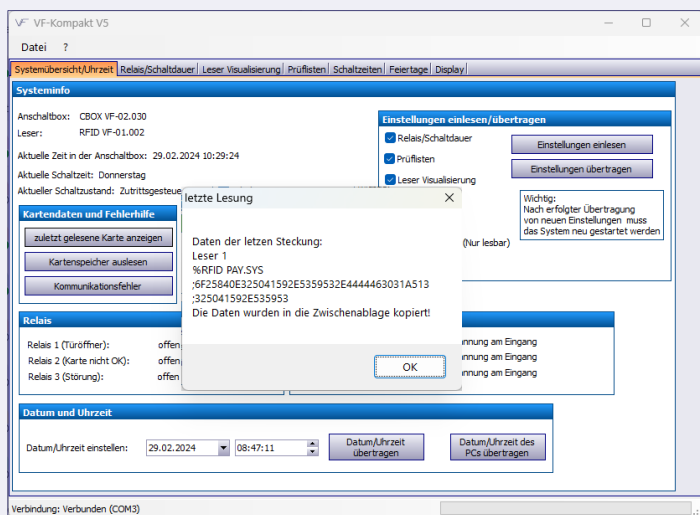 VF-Kompakt V5
Datei ?
Systemübersicht/Uhrzeit Relais/Schaltdauer Leser Visualisierung Prüflisten Schaltzeiten Feiertage Display
Systeminfo
Anschaltbox: CBOX VF-02.030
Leser: RFID VF-01.002
Aktuelle Zeit in der Anschaltbox: 29.02.2024 10:29:24
Aktuelle Schaltzeit: Donnerstag
Aktueller Schaltzustand: Zutrittsgesteue
Einstellungen einlesen/übertragen
Relais/Schaltdauer
Prüflisten
Leser Visualisierung
(Nur lesbar)
Einstellungen einlesen
Einstellungen übertragen
Wichtig:
Nach erfolgter Übertragung
von neuen Einstellungen muss
das System neu gestartet werden
Kartendaten und Fehlerhilfe
zuletzt gelesene Karte anzeigen
Kartenspeicher auslesen
Kommunikationsfehler
letzte Lesung
Daten der letzen Steckung:
Leser 1
%RFID PAY.SYS
;6F25840E325041592E5359532E4444463031A513
;325041592E535953
Die Daten wurden in die Zwischenablage kopiert!
OK
Relais
Relais 1 (Türöffner): offen
Relais 2 (Karte nicht OK): offen
Relais 3 (Störung): offen
nnung am Eingang
nnung am Eingang
nnung am Eingang
Datum und Uhrzeit
Datum/Uhrzeit einstellen: 29.02.2024 08:47:11
Datum/Uhrzeit
übertragen
Datum/Uhrzeit des
PCs übertragen
Verbindung: Verbunden (COM3)